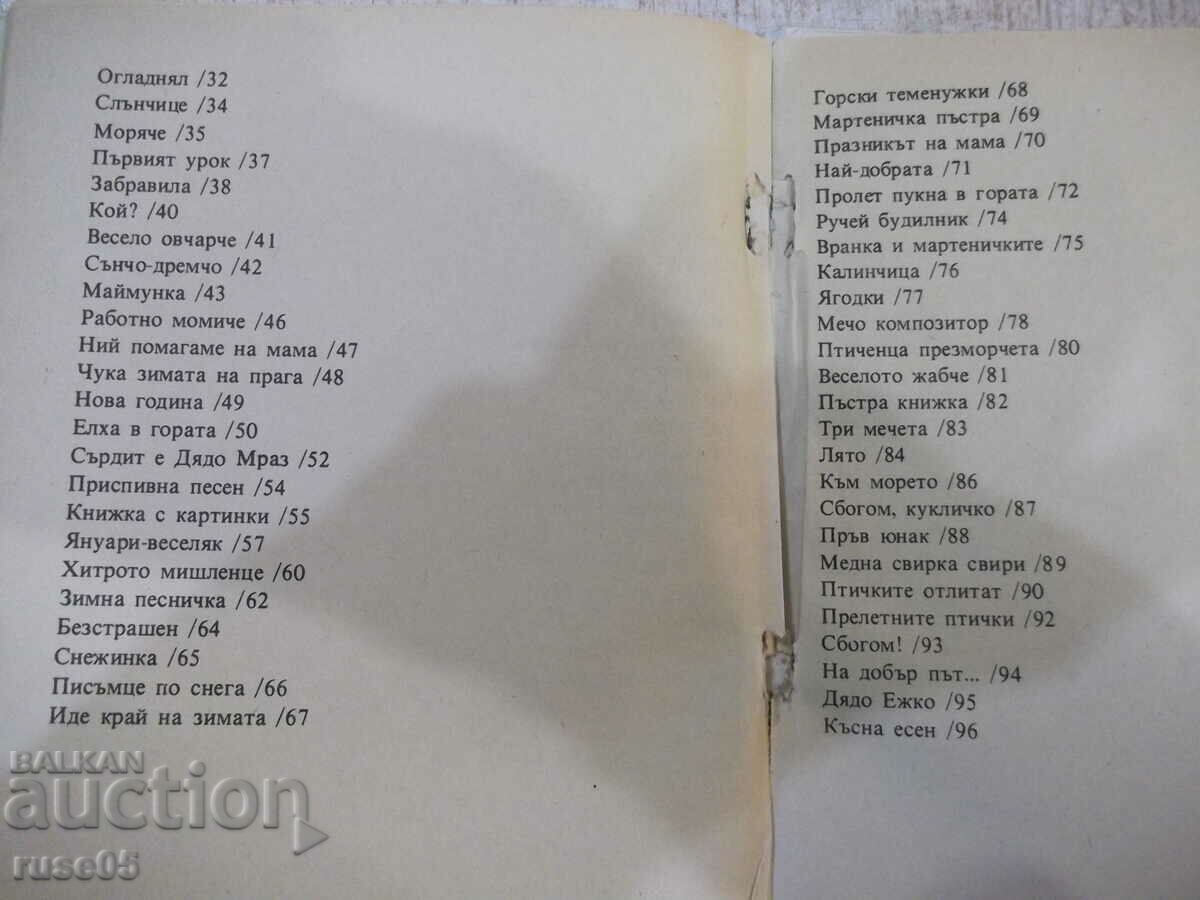 Огладнял /32
Слънчице /34
Моряче /35
Първият урок /37
Забравила /38
Кой? /40
Весело овчарче /41
Сънчо-дремчо /42
Маймунка /43
Работно момиче /46
Ний помагаме на мама /47
Чука зимата на прага /48
Нова година /49
Елха в гората /50
Сърдит е Дядо Мраз /52
Приспивна песен /54
Книжка с картинки /55
Януари-веселяк /57
Хитрото мишленце /60
Зимна песничка /62
Безстрашен /64
Снежинка /65
Писъмце по снега /66
Иде край на зимата /67
Горски теменужки /68
Мартеничка пъстра /69
Празникът на мама /70
Най-добрата /71
Пролет пукна в гората /72
Ручей будилник /74
Вранка и мартеничките /75
Калинчица /76
Ягодки /77
Мечо композитор /78
Птиченца презморчета /80
Веселото жабче /81
Пъстра книжка /82
Три мечета /83
Лято /84
Към морето /86
Сбогом, кукличко /87
Пръв юнак /88
Медна свирка свири /89
Птичките отлитат /90
Прелетните птички /92
Сбогом! /93
На добър път... /94
Дядо Ежко /95
Късна есен /96
BALKAN
auction
ruse05